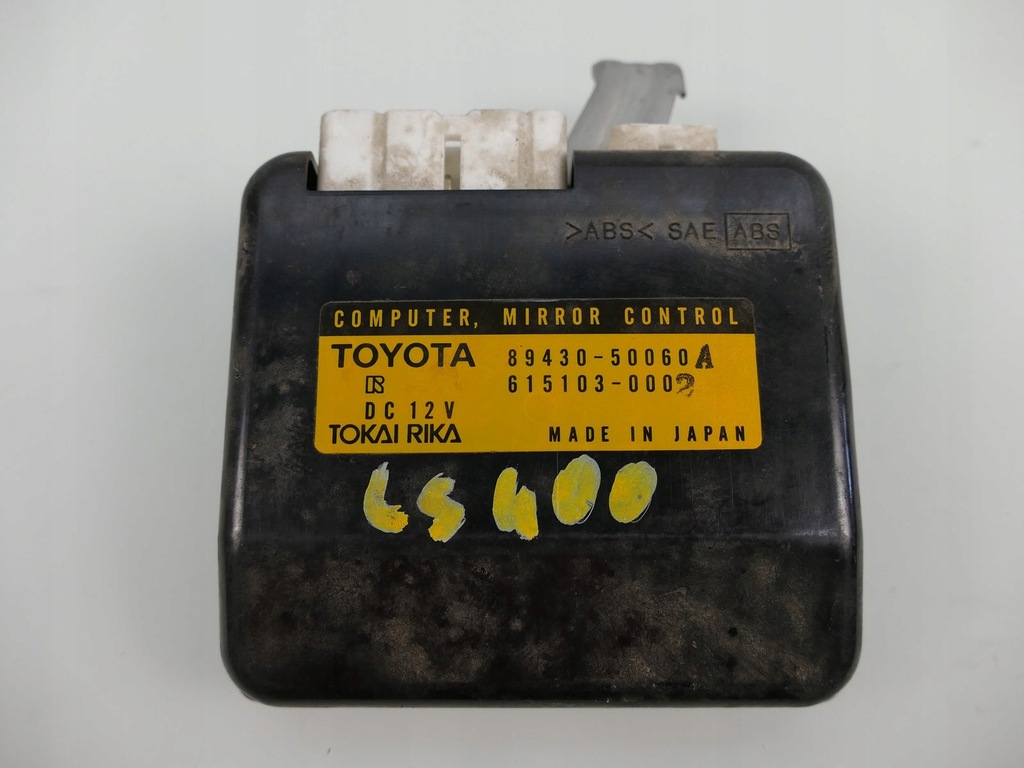 >ABS< SAE ABS
COMPUTER, MIRROR CONTROL
TOYOTA 89430-50060A
R 615103-0002
DC 12V
TOKAI RIKA MADE IN JAPAN
LS400